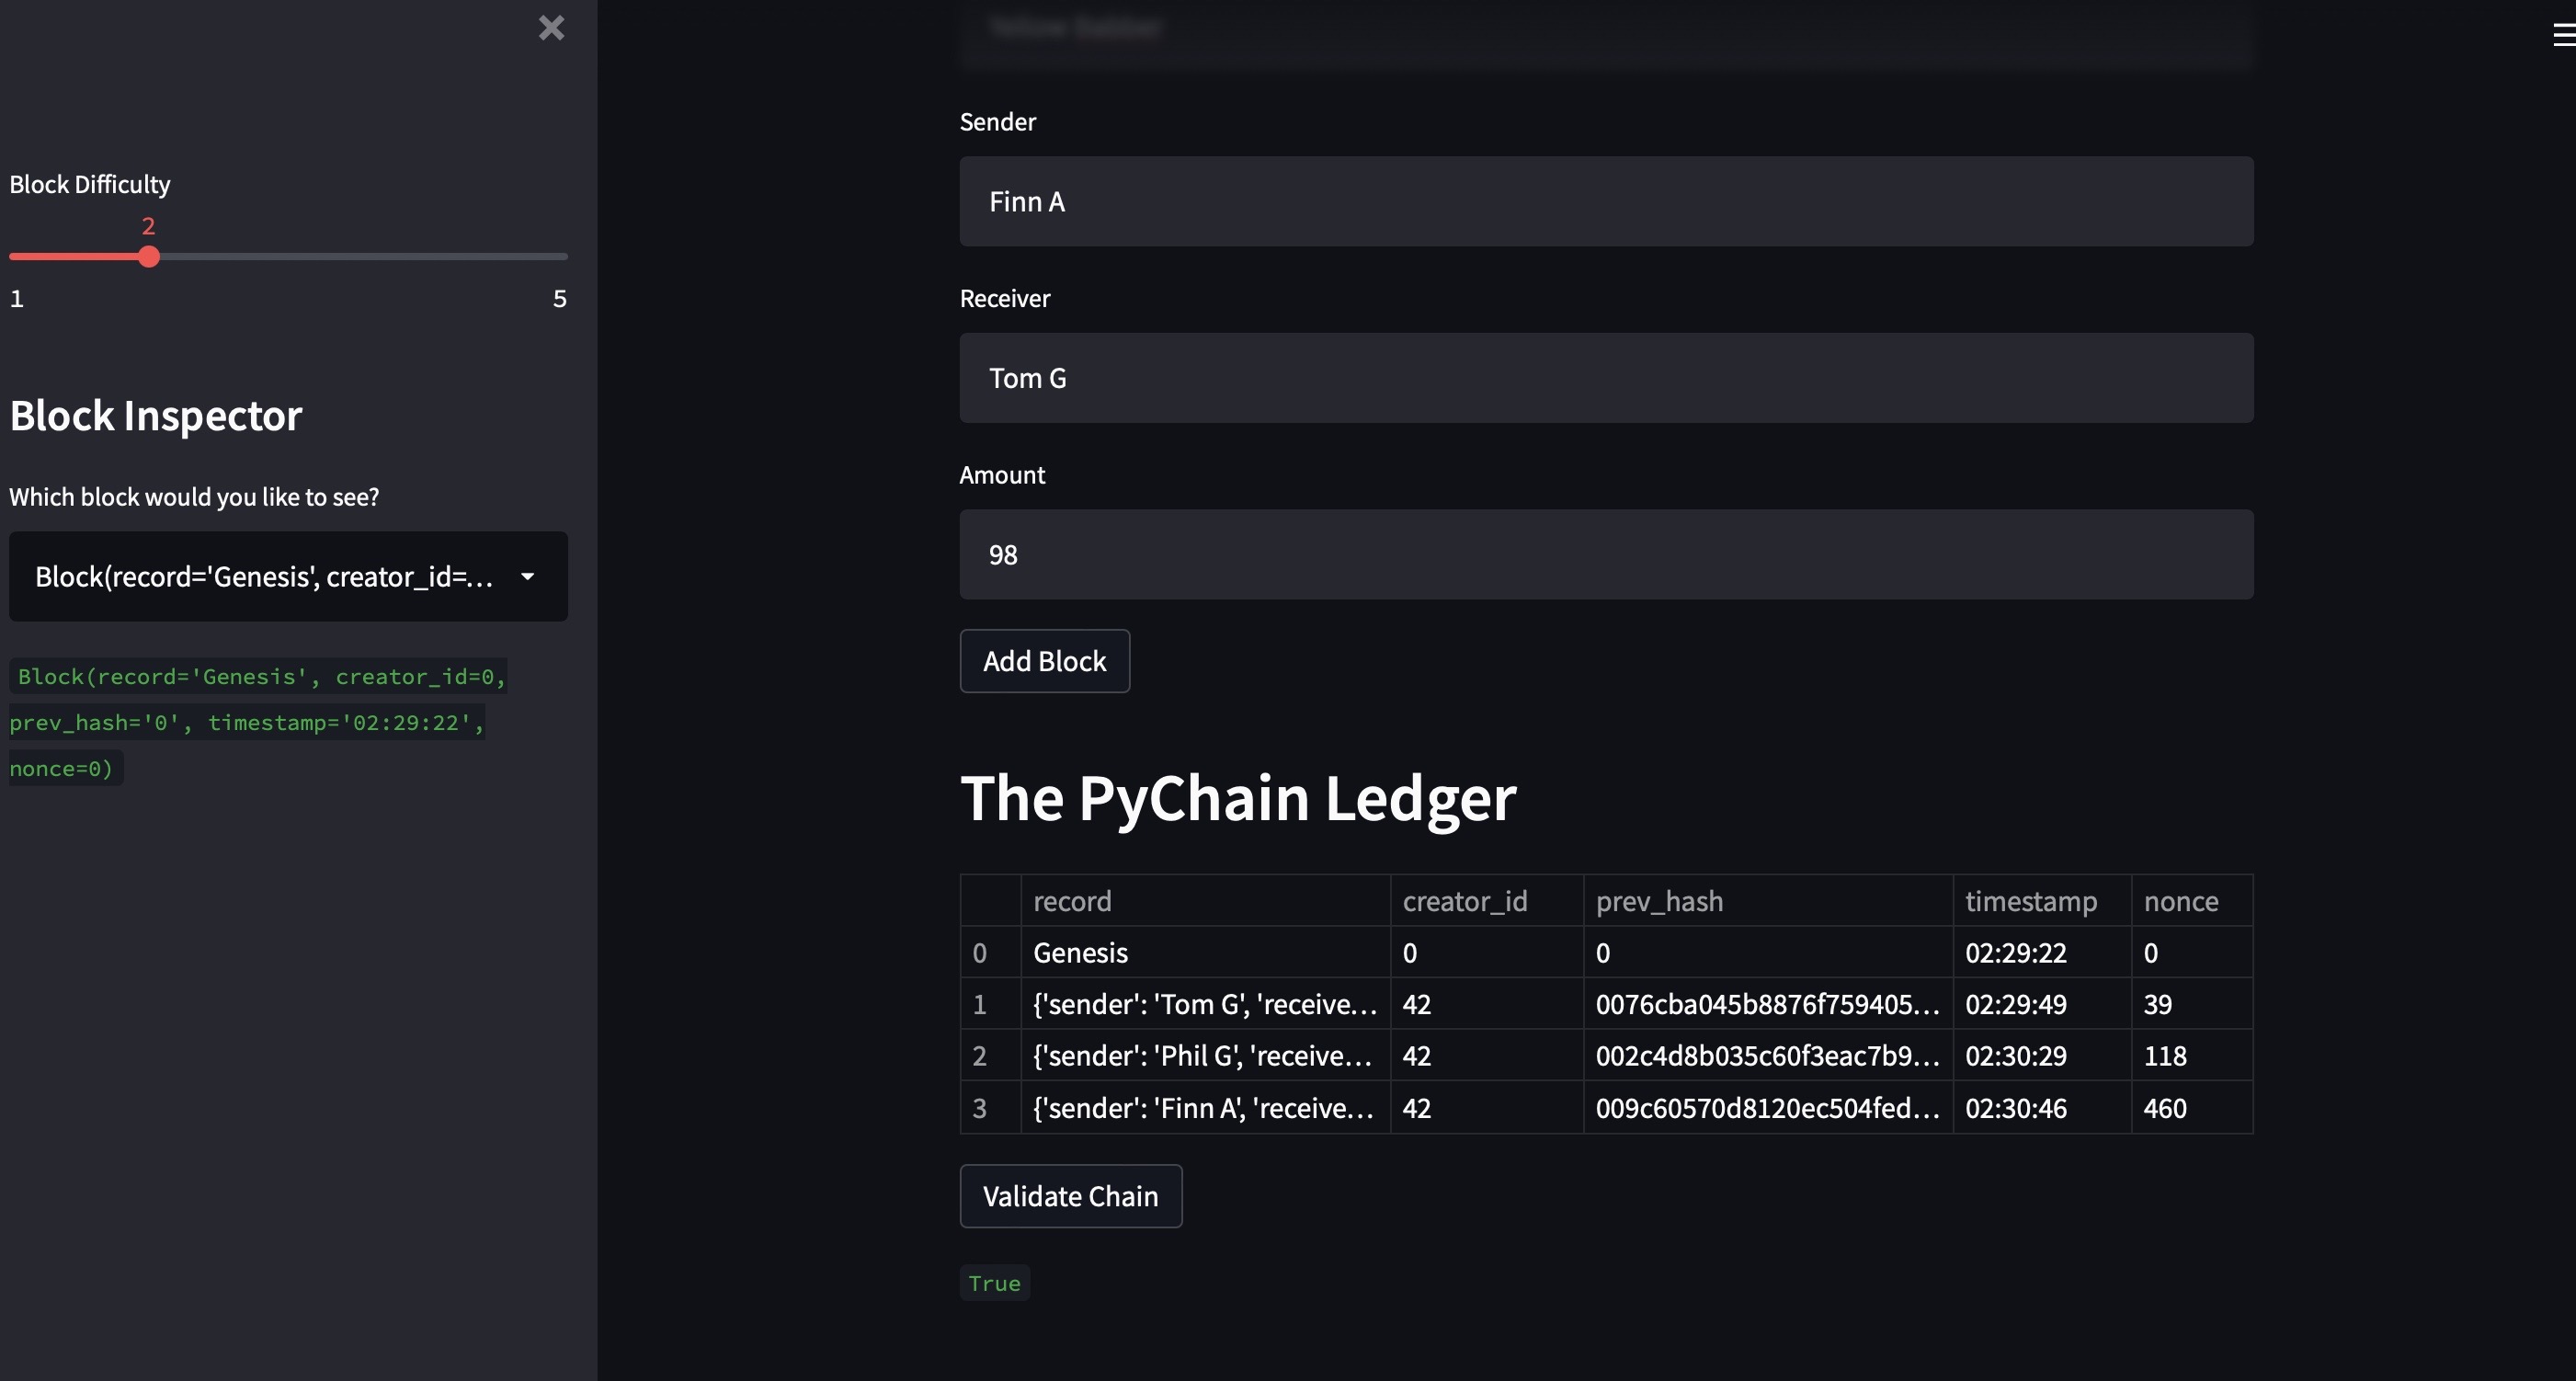 Block Difficulty
2
1 5
Block Inspector
Which block would you like to see?
Block(record='Genesis', creator_id=...
Block(record='Genesis', creator_id=0,
prev_hash='0', timestamp='02:29:22',
nonce=0)
Sender
Finn A
Receiver
Tom G
Amount
98
Add Block
The PyChain Ledger
record creator_id prev_hash timestamp nonce
0 Genesis 0 0 02:29:22 0
1 {'sender': 'Tom G', 'receive... 42 0076cba045b8876f759405... 02:29:49 39
2 {'sender': 'Phil G', 'receive... 42 002c4d8b035c60f3eac7b9... 02:30:29 118
3 {'sender': 'Finn A', 'receive... 42 009c60570d8120ec504fed... 02:30:46 460
Validate Chain
True